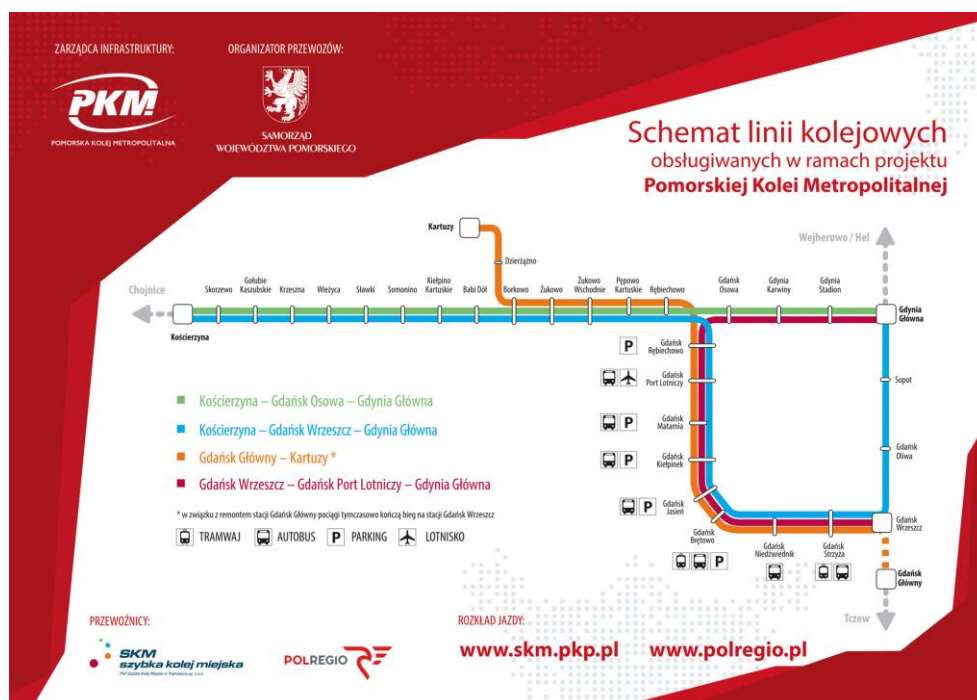 ZARZĄDCA INFRASTRUKTURY:
PKM
POMORSKA KOLEJ METROPOLITALNA
ORGANIZATOR PRZEWOZÓW:
SAMORZĄD
WOJEWÓDZTWA POMORSKIEGO
Schemat linii kolejowych
obsługiwanych w ramach projektu
Pomorskiej Kolei Metropolitalnej
Kartuzy
Dzierżążno
Wejherowo / Hel
Chojnice
Kościerzyna
Skorzewo
Gołubie
Kaszubskie
Krzeszna
Wieżyca
Sławki
Somonino
Kiełpino
Kartuskie
Babi Dół
Borkowo
Żukowo
Żukowo
Wschodnie
Pępowo
Kartuskie
Rębiechowo
Gdańsk
Osowa
Gdynia
Karwiny
Gdynia
Stadion
Gdynia
Główna
P
Gdańsk
Rębiechowo
Gdańsk
Port Lotniczy
P
Gdańsk
Matarnia
P
Gdańsk
Kiełpinek
P
Gdańsk
Jasień
Gdańsk
Brętowo
P
Gdańsk
Niedźwiednik
Gdańsk
Strzyża
Sopot
Gdańsk
Oliwa
Gdańsk
Wrzeszcz
Gdańsk
Główny
Tczew
Kościerzyna – Gdańsk Osowa – Gdynia Główna
Kościerzyna – Gdańsk Wrzeszcz – Gdynia Główna
Gdańsk Główny – Kartuzy *
Gdańsk Wrzeszcz – Gdańsk Port Lotniczy – Gdynia Główna
* w związku z remontem stacji Gdańsk Główny pociągi tymczasowo kończą bieg na stacji Gdańsk Wrzeszcz
TRAMWAJ
AUTOBUS
P PARKING
LOTNISKO
PRZEWOŹNICY:
SKM
szybka kolej miejska
PKP Szybka Kolej Miejska w Trójmieście sp. z o.o.
POLREGIO
ROZKŁAD JAZDY:
www.skm.pkp.pl
www.polregio.pl